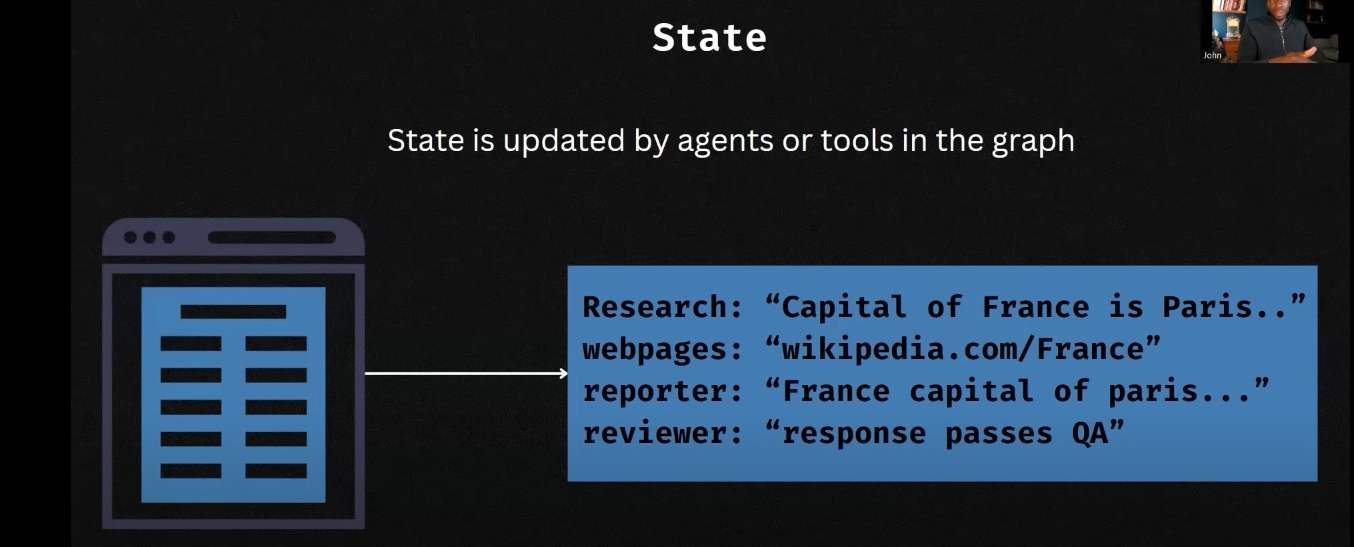 State
John
State is updated by agents or tools in the graph
Research: “Capital of France is Paris..”
webpages: “wikipedia.com/France”
reporter: “France capital of paris...”
reviewer: “response passes QA”